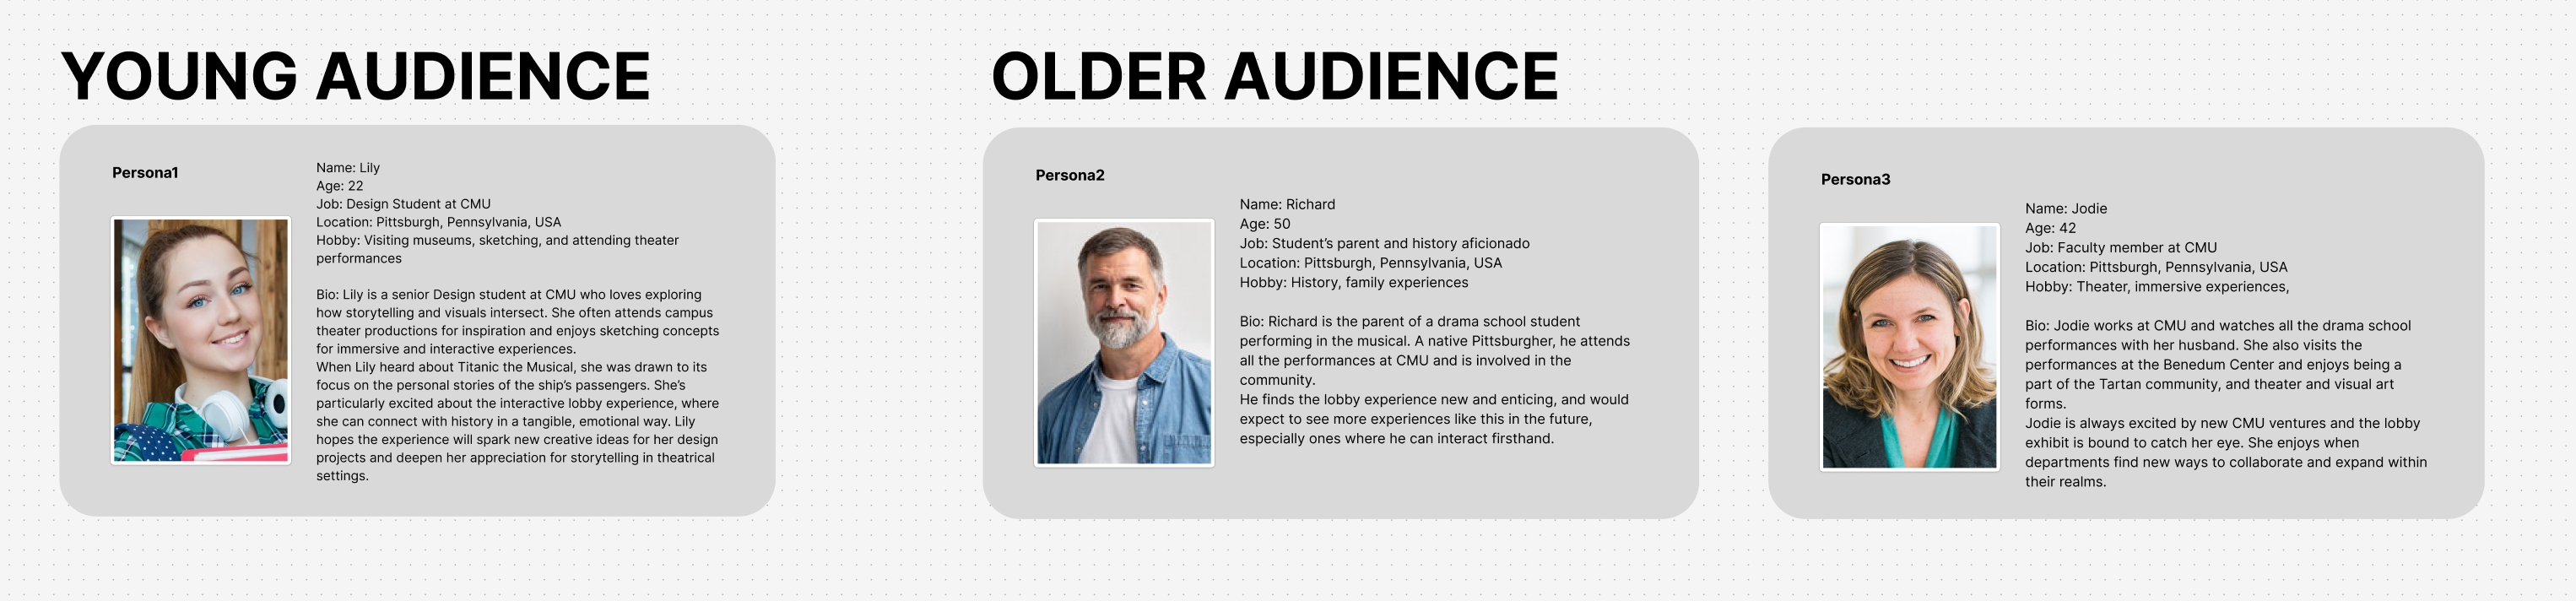 YOUNG AUDIENCE
Persona1
Name: Lily
Age: 22
Job: Design Student at CMU
Location: Pittsburgh, Pennsylvania, USA
Hobby: Visiting museums, sketching, and attending theater
performances
Bio: Lily is a senior Design student at CMU who loves exploring
how storytelling and visuals intersect. She often attends campus
theater productions for inspiration and enjoys sketching concepts
for immersive and interactive experiences.
When Lily heard about Titanic the Musical, she was drawn to its
focus on the personal stories of the ship’s passengers. She’s
particularly excited about the interactive lobby experience, where
she can connect with history in a tangible, emotional way. Lily
hopes the experience will spark new creative ideas for her design
projects and deepen her appreciation for storytelling in theatrical
settings.
OLDER AUDIENCE
Persona2
Name: Richard
Age: 50
Job: Student’s parent and history aficionado
Location: Pittsburgh, Pennsylvania, USA
Hobby: History, family experiences
Bio: Richard is the parent of a drama school student
performing in the musical. A native Pittsburgher, he attends
all the performances at CMU and is involved in the
community.
He finds the lobby experience new and enticing, and would
expect to see more experiences like this in the future,
especially ones where he can interact firsthand.
Persona3
Name: Jodie
Age: 42
Job: Faculty member at CMU
Location: Pittsburgh, Pennsylvania, USA
Hobby: Theater, immersive experiences,
Bio: Jodie works at CMU and watches all the drama school
performances with her husband. She also visits the
performances at the Benedum Center and enjoys being a
part of the Tartan community, and theater and visual art
forms.
Jodie is always excited by new CMU ventures and the lobby
exhibit is bound to catch her eye. She enjoys when
departments find new ways to collaborate and expand within
their realms.